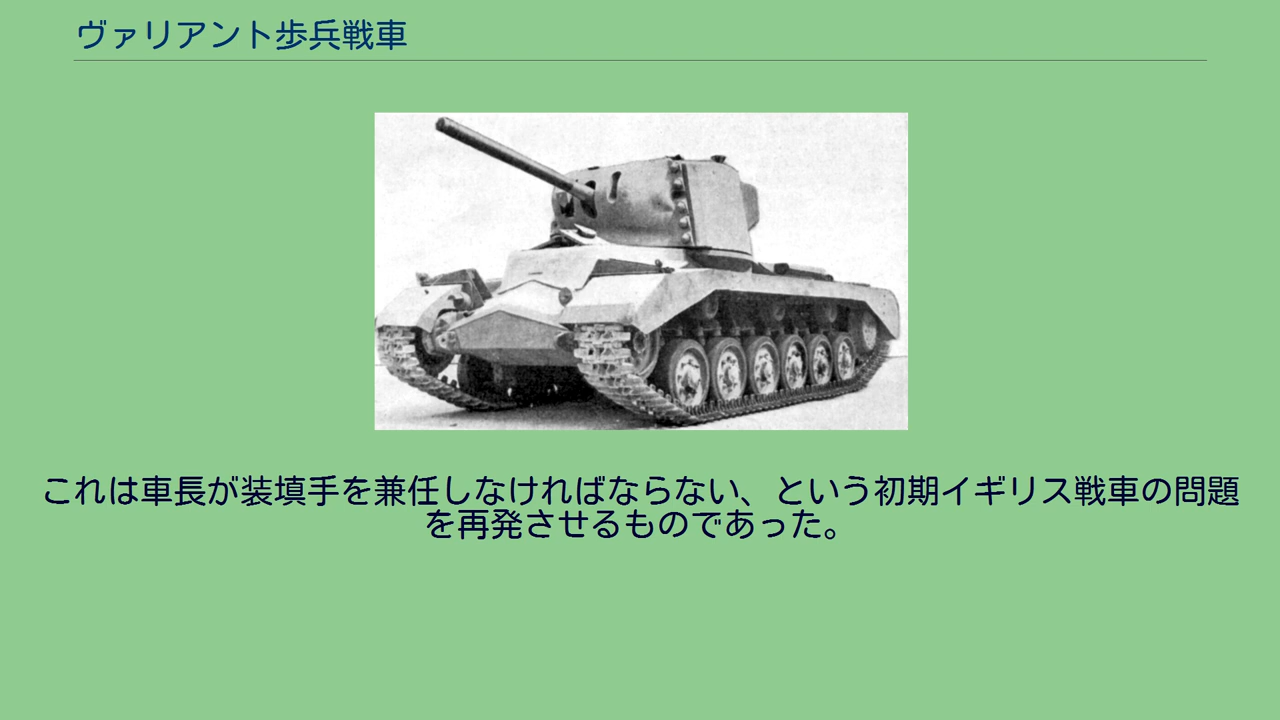 ヴァリアント歩兵戦車
これは車長が装填手を兼任しなければならない、という初期イギリス戦車の問題
を再発させるものであった。